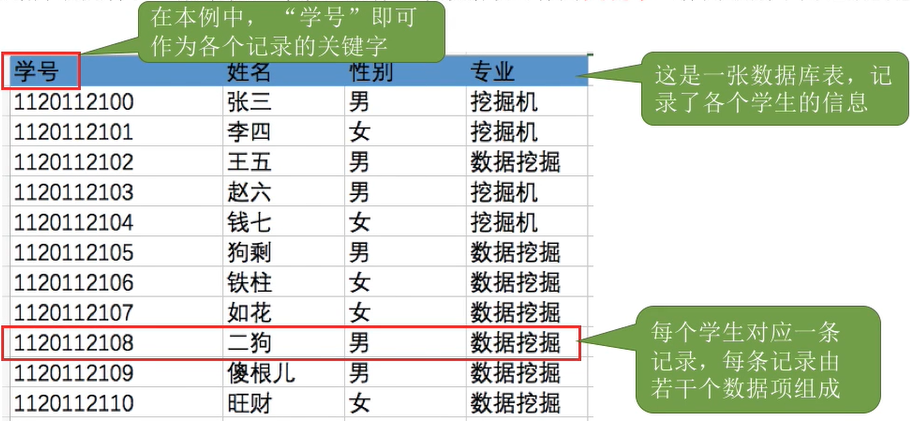 在本例中，“学号”即可
作为各个记录的关键字
学号 姓名 性别 专业
这是一张数据库表，记
录了各个学生的信息
1120112100 张三 男 挖掘机
1120112101 李四 女 挖掘机
1120112102 王五 男 数据挖掘
1120112103 赵六 男 挖掘机
1120112104 钱七 女 挖掘机
1120112105 狗剩 男 数据挖掘
1120112106 铁柱 女 数据挖掘
1120112107 如花 女 数据挖掘
1120112108 二狗 男 数据挖掘
每个学生对应一条
记录，每条记录由
若干个数据项组成
1120112109 傻根儿 男 数据挖掘
1120112110 旺财 女 数据挖掘